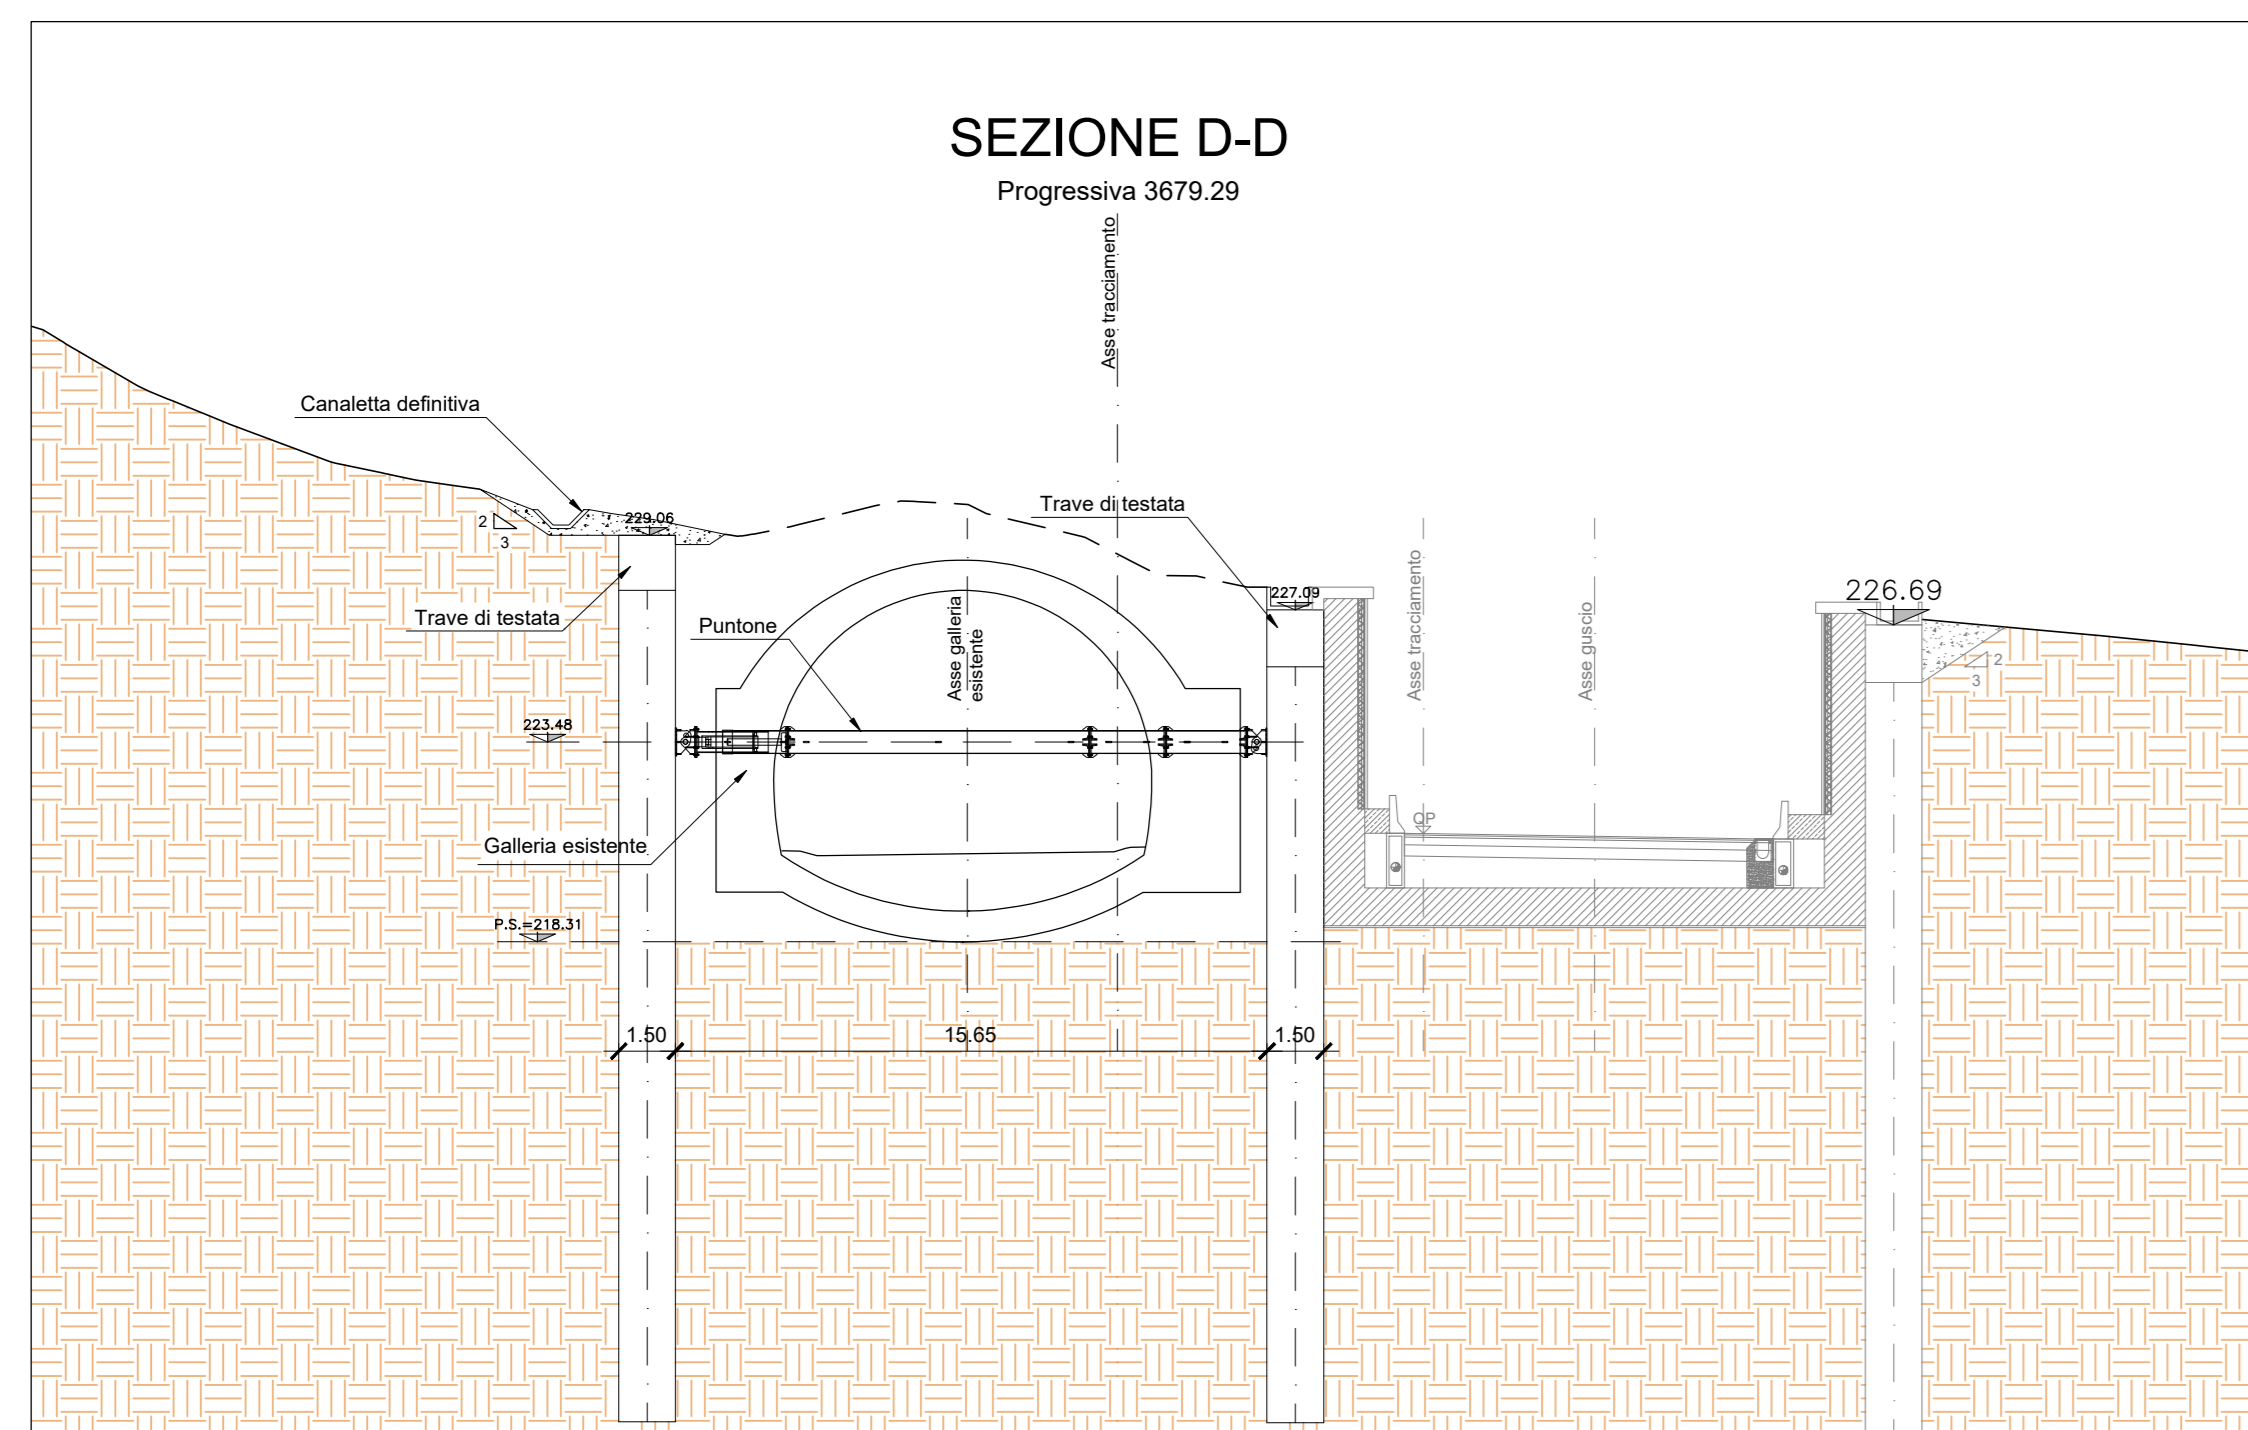 SEZIONE D-D
Progressiva 3679.29
Asse tracciamento
Canaletta definitiva
Trave di testata
2
3
229.06
227.09
226.69
Trave di testata
Puntone
Asse galleria
esistente
Asse tracciamento
Asse guscio
2
3
223.48
QP
Galleria esistente
P.S.=218.31
1.50
15.65
1.50